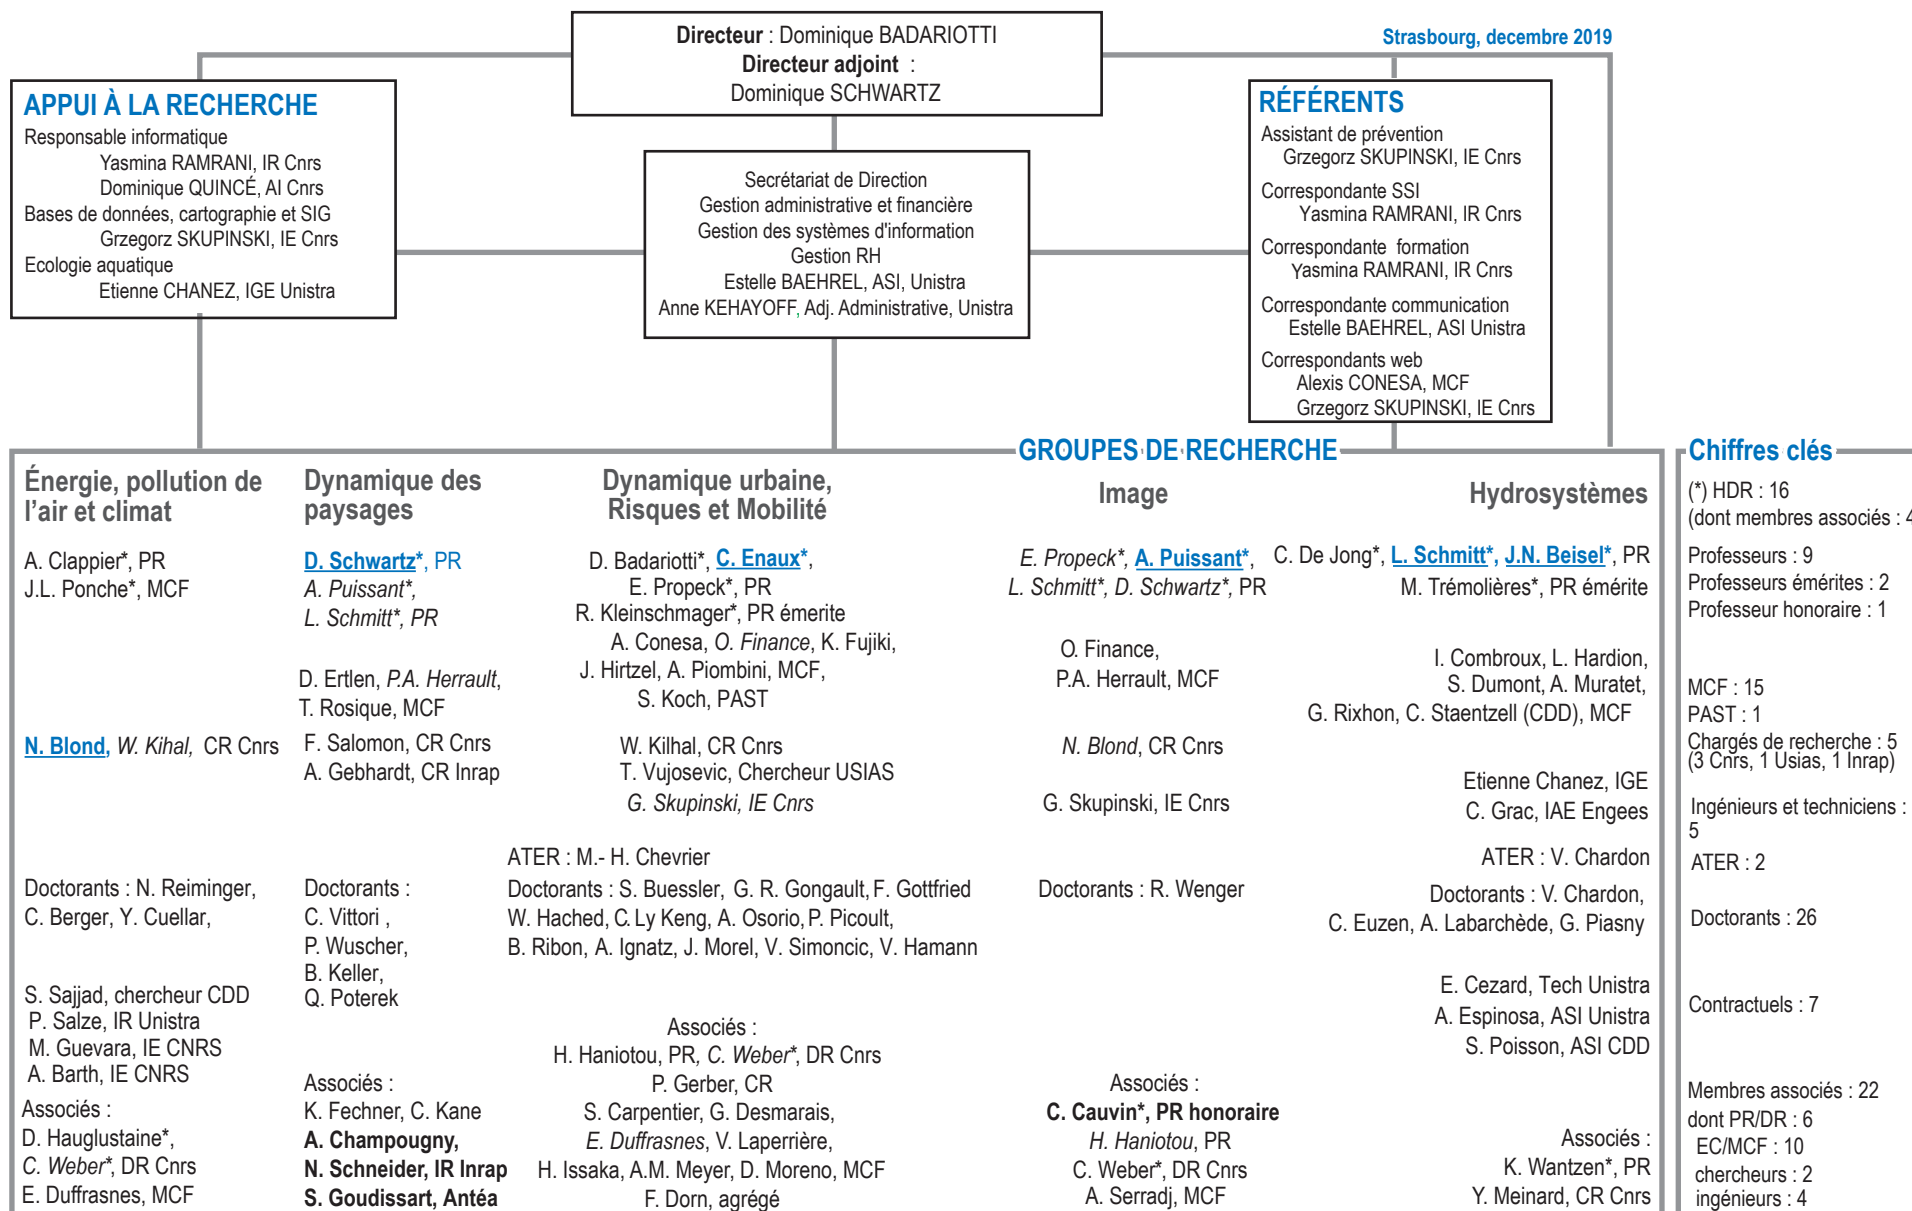 Directeur : Dominique BADARIOTTI
Directeur adjoint :
Dominique SCHWARTZ
Strasbourg, decembre 2019
APPUI À LA RECHERCHE
Responsable informatique
Yasmina RAMRANI, IR Cnrs
Dominique QUINCÉ, AI Cnrs
Bases de données, cartographie et SIG
Grzegorz SKUPINSKI, IE Cnrs
Ecologie aquatique
Etienne CHANEZ, IGE Unistra
Secrétariat de Direction
Gestion administrative et financière
Gestion des systèmes d'information
Gestion RH
Estelle BAEHREL, ASI, Unistra
Anne KEHAYOFF, Adj. Administrative, Unistra
RÉFÉRENTS
Assistant de prévention
Grzegorz SKUPINSKI, IE Cnrs
Correspondante SSI
Yasmina RAMRANI, IR Cnrs
Correspondante formation
Yasmina RAMRANI, IR Cnrs
Correspondante communication
Estelle BAEHREL, ASI Unistra
Correspondants web
Alexis CONESA, MCF
Grzegorz SKUPINSKI, IE Cnrs
GROUPES DE RECHERCHE
Énergie, pollution de
l'air et climat
A. Clappier*, PR
J.L. Ponche*, MCF
N. Blond, W. Kihal, CR Cnrs
Doctorants : N. Reiminger,
C. Berger, Y. Cuellar,
S. Sajjad, chercheur CDD
P. Salze, IR Unistra
M. Guevara, IE CNRS
A. Barth, IE CNRS
Associés :
D. Hauglustaine*,
C. Weber*, DR Cnrs
E. Duffrasnes, MCF
Dynamique des
paysages
D. Schwartz*, PR
A. Puissant*,
L. Schmitt*, PR
D. Ertlen, P.A. Herrault,
T. Rosique, MCF
F. Salomon, CR Cnrs
A. Gebhardt, CR Inrap
Doctorants :
C. Vittori ,
P. Wuscher,
B. Keller,
Q. Poterek
Associés :
K. Fechner, C. Kane
A. Champougny,
N. Schneider, IR Inrap
S. Goudissart, Antéa
Dynamique urbaine,
Risques et Mobilité
D. Badariotti*, C. Enaux*,
E. Propeck*, PR
R. Kleinschmager*, PR émerite
A. Conesa, O. Finance, K. Fujiki,
J. Hirtzel, A. Piombini, MCF,
S. Koch, PAST
W. Kilhal, CR Cnrs
T. Vujosevic, Chercheur USIAS
G. Skupinski, IE Cnrs
ATER : M.- H. Chevrier
Doctorants : S. Buessler, G. R. Gongault, F. Gottfried
W. Hached, C. Ly Keng, A. Osorio, P. Picoult,
B. Ribon, A. Ignatz, J. Morel, V. Simoncic, V. Hamann
Associés :
H. Haniotou, PR, C. Weber*, DR Cnrs
P. Gerber, CR
S. Carpentier, G. Desmarais,
E. Duffrasnes, V. Laperrière,
H. Issaka, A.M. Meyer, D. Moreno, MCF
F. Dorn, agrégé
Image
E. Propeck*, A. Puissant*,
L. Schmitt*, D. Schwartz*, PR
O. Finance,
P.A. Herrault, MCF
N. Blond, CR Cnrs
G. Skupinski, IE Cnrs
Doctorants : R. Wenger
Associés :
C. Cauvin*, PR honoraire
H. Haniotou, PR
C. Weber*, DR Cnrs
A. Serradj, MCF
Hydrosystèmes
C. De Jong*, L. Schmitt*, J.N. Beisel*, PR
M. Trémolières*, PR émérite
I. Combroux, L. Hardion,
S. Dumont, A. Muratet,
G. Rixhon, C. Staentzell (CDD), MCF
Etienne Chanez, IGE
C. Grac, IAE Engees
ATER : V. Chardon
Doctorants : V. Chardon,
C. Euzen, A. Labarchède, G. Piasny
E. Cezard, Tech Unistra
A. Espinosa, ASI Unistra
S. Poisson, ASI CDD
Associés :
K. Wantzen*, PR
Y. Meinard, CR Cnrs
Chiffres clés
(*) HDR : 16
(dont membres associés : 4
Professeurs : 9
Professeurs émérites : 2
Professeur honoraire : 1
MCF : 15
PAST : 1
Chargés de recherche : 5
(3 Cnrs, 1 Usias, 1 Inrap)
Ingénieurs et techniciens :
5
ATER : 2
Doctorants : 26
Contractuels : 7
Membres associés : 22
dont PR/DR : 6
EC/MCF : 10
chercheurs : 2
ingénieurs : 4